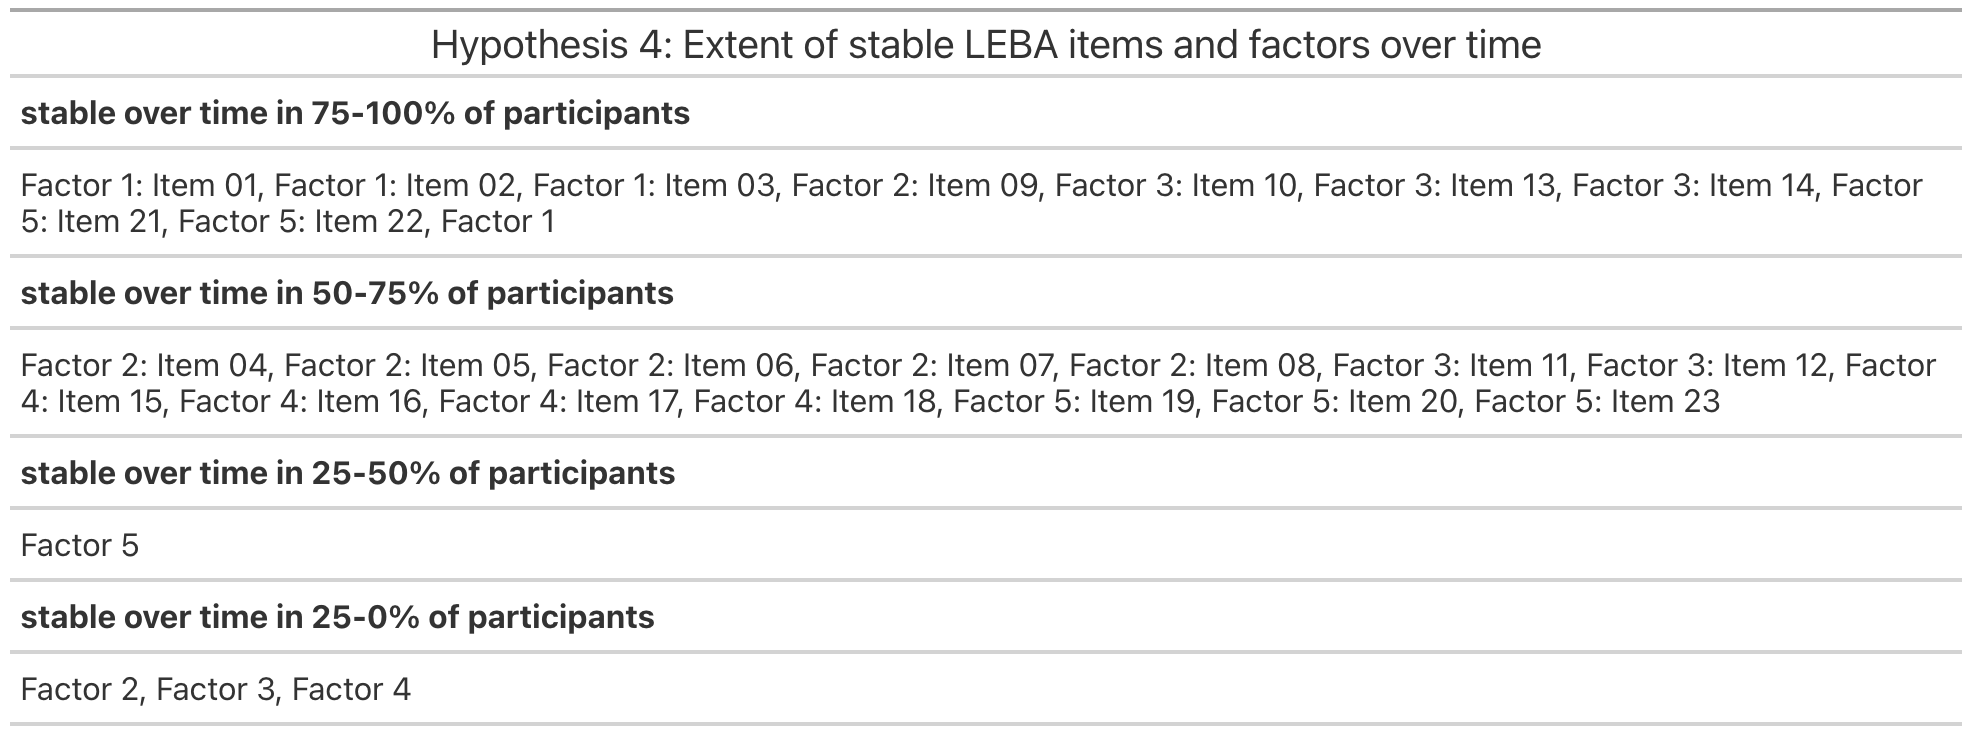 Hypothesis 4: Extent of stable LEBA items and factors over time
stable over time in 75-100% of participants
Factor 1: Item 01, Factor 1: Item 02, Factor 1: Item 03, Factor 2: Item 09, Factor 3: Item 10, Factor 3: Item 13, Factor 3: Item 14, Factor
5: Item 21, Factor 5: Item 22, Factor 1
stable over time in 50-75% of participants
Factor 2: Item 04, Factor 2: Item 05, Factor 2: Item 06, Factor 2: Item 07, Factor 2: Item 08, Factor 3: Item 11, Factor 3: Item 12, Factor
4: Item 15, Factor 4: Item 16, Factor 4: Item 17, Factor 4: Item 18, Factor 5: Item 19, Factor 5: Item 20, Factor 5: Item 23
stable over time in 25-50% of participants
Factor 5
stable over time in 25-0% of participants
Factor 2, Factor 3, Factor 4